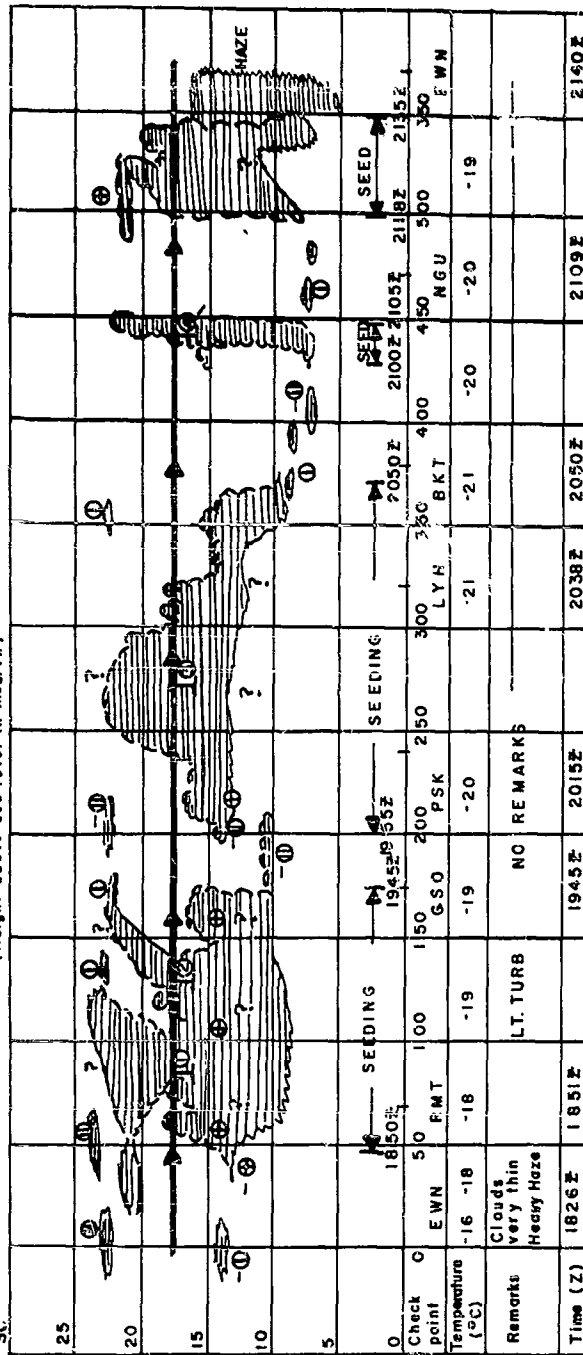 25
20
HAZE
15
10
5
SEEDING
SEEDING
SEED
SEED
1850Z
1945Z
1955Z
2050Z
2100Z
2105Z
2118Z
2135Z
0
0 50 100 150 200 250 300 350 400 450 500
Check point EWN RMT GSO PSK LYH BKT NGU EWN
Temperature (°C) -16 -18 -18 -19 -19 -20 -21 -21 -20 -20 -19
Remarks Clouds very thin Heavy Haze LT. TURB NO REMARKS
Time (Z) 1826Z 1851Z 1945Z 2015Z 2038Z 2050Z 2109Z 2140Z